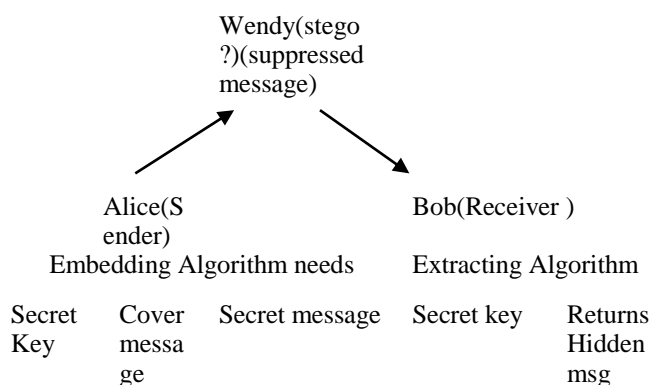 Wendy(stego
?)(suppressed
message)
Alice(S
ender)
Bob(Receiver )
Embedding Algorithm needs
Extracting Algorithm
Secret
Key
Cover
messa
ge
Secret message
Secret key
Returns
Hidden
msg